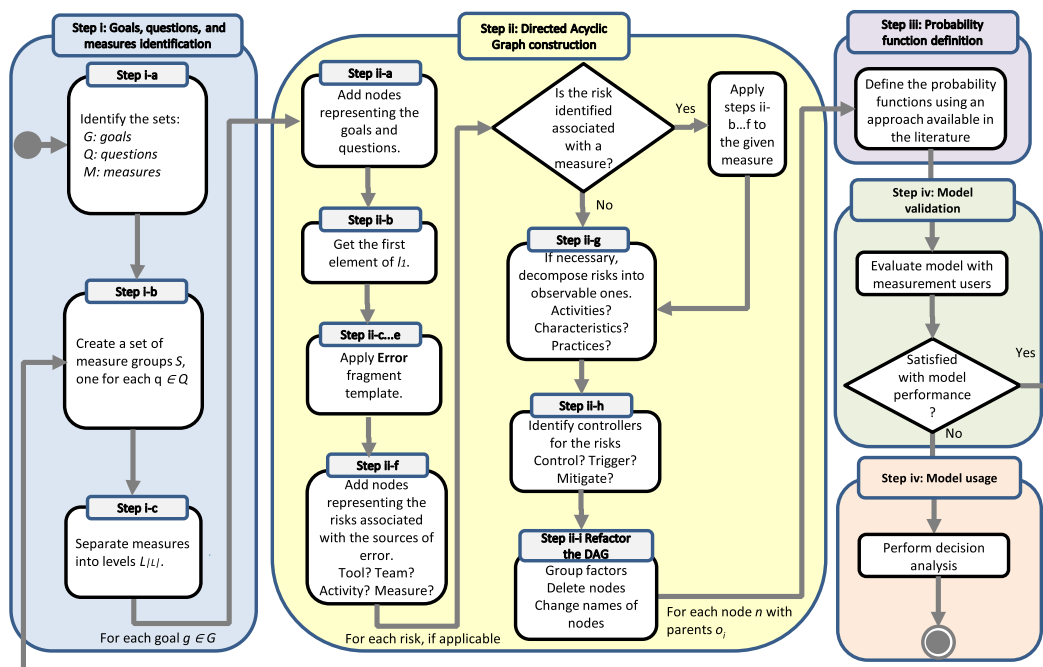 Step i: Goals, questions, and
measures identification
Step i-a
Identify the sets:
G: goals
Q: questions
M: measures
Step i-b
Create a set of
measure groups S,
one for each q ∈ Q
Step i-c
Separate measures
into levels L|L|.
For each goal g ∈ G
Step ii: Directed Acyclic
Graph construction
Step ii-a
Add nodes
representing the
goals and
questions.
Step ii-b
Get the first
element of l1.
Step ii-c...e
Apply Error
fragment
template.
Step ii-f
Add nodes
representing the
risks associated
with the sources of
error.
Tool? Team?
Activity? Measure?
For each risk, if applicable
Is the risk
identified
associated
with a
measure?
Yes
No
Apply
steps ii-
b...f to
the given
measure
Step ii-g
If necessary,
decompose risks into
observable ones.
Activities?
Characteristics?
Practices?
Step ii-h
Identify controllers
for the risks
Control? Trigger?
Mitigate?
Step ii-i Refactor
the DAG
Group factors
Delete nodes
Change names of
nodes
For each node n with
parents oi
Step iii: Probability
function definition
Define the
probability
functions using an
approach available
in the literature
Step iv: Model
validation
Evaluate model with
measurement users
Satisfied
with model
performance
?
Yes
No
Step iv: Model usage
Perform decision
analysis